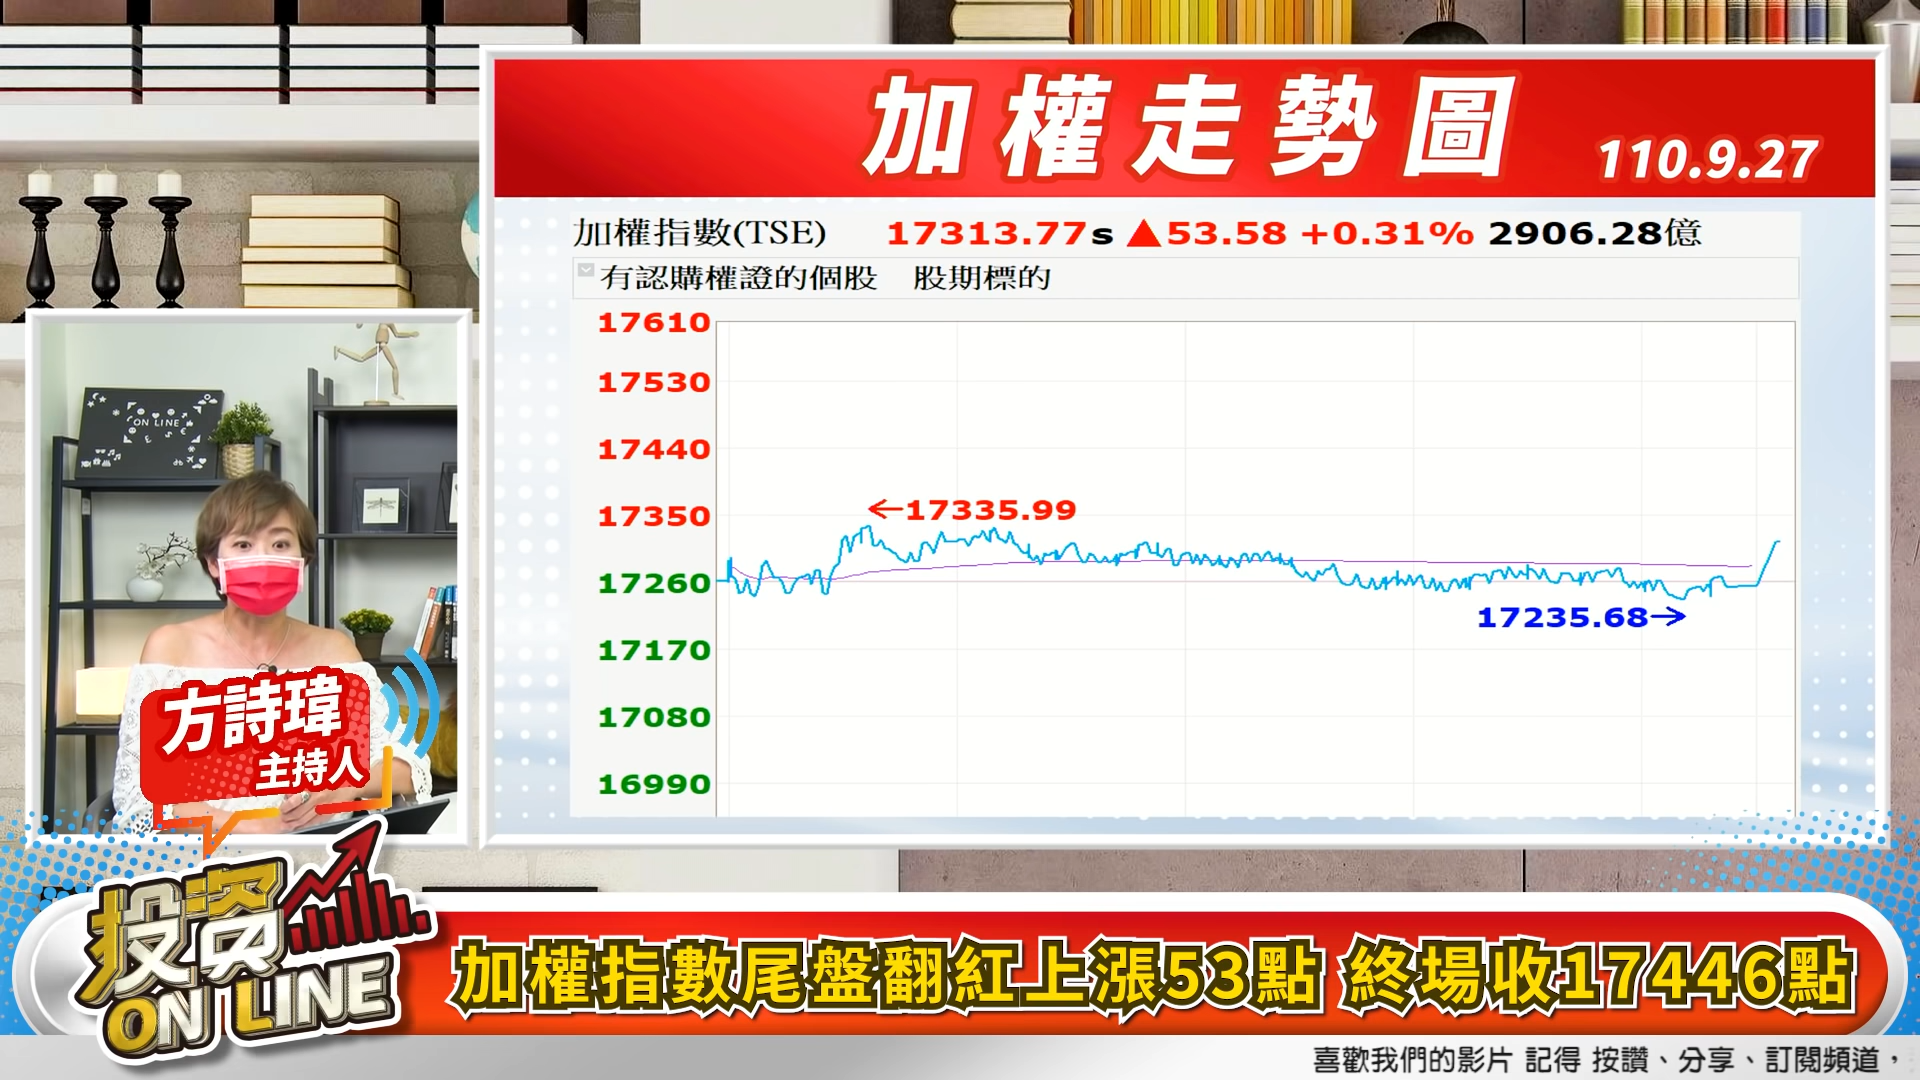 加權走勢圖
110.9.27
加權指數(TSE) 17313.77s ▲53.58 +0.31% 2906.28億
有認購權證的個股 股期標的
17610
17530
17440
17350
17260
17170
17080
16990
←17335.99
17235.68→
ON LINE
方詩瑋
主持人
投資
ON LINE
加權指數尾盤翻紅上漲53點 終場收17446點
喜歡我們的影片 記得 按讚、分享、訂閱頻道，